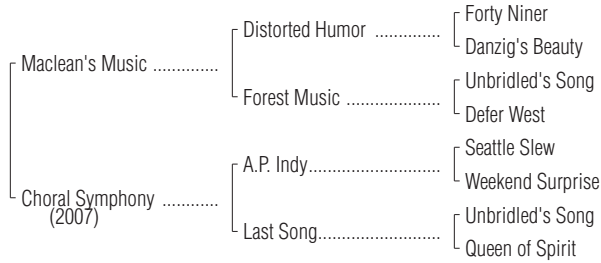 Forty Niner
Distorted Humor ..............
Danzig's Beauty
Maclean's Music ..............
Unbridled's Song
Forest Music ....................
Defer West
Seattle Slew
A.P. Indy............................
Weekend Surprise
Choral Symphony ............
(2007)
Unbridled's Song
Last Song..........................
Queen of Spirit